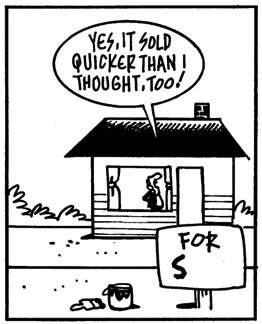 YES, IT SOLD
QUICKER THAN I
THOUGHT, TOO!
FOR
S